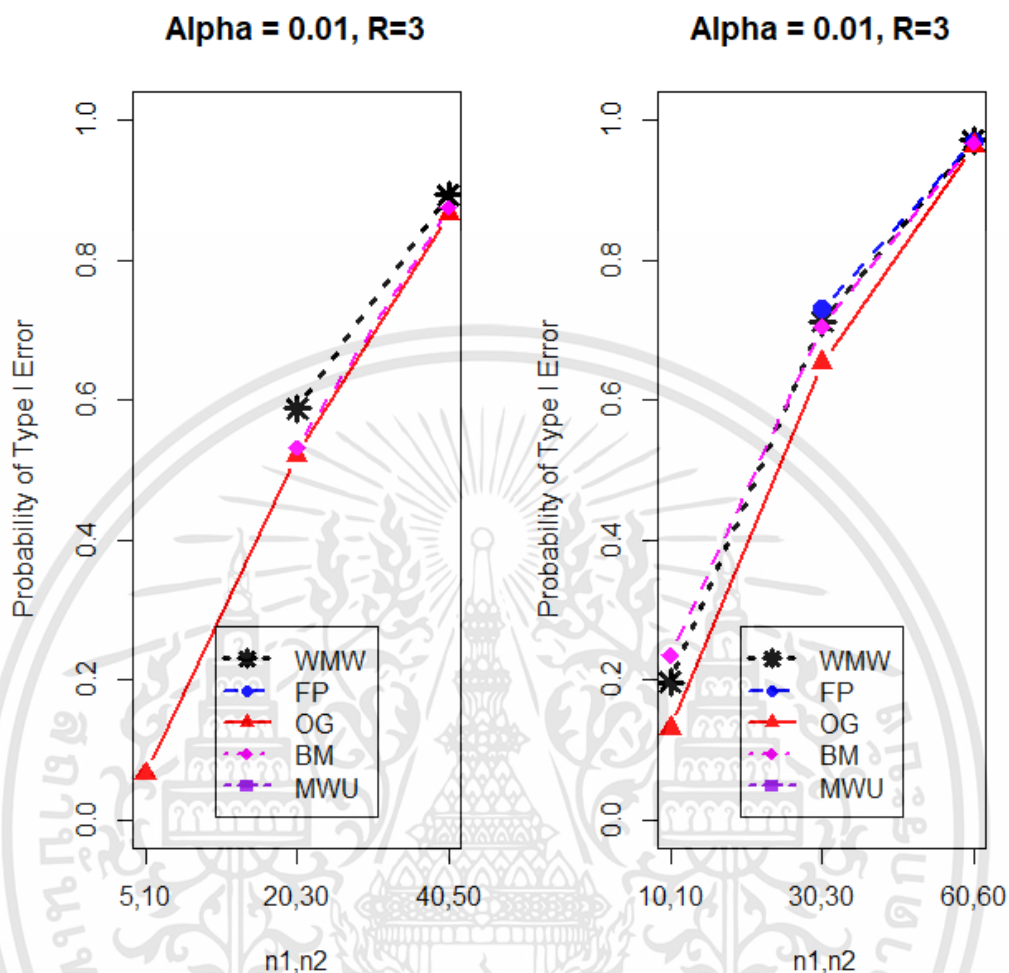 Alpha = 0.01, R=3
Probability of Type I Error
1.0
0.8
0.6
0.4
0.2
0.0
WMW
FP
OG
BM
MWU
5,10 20,30 40,50
n1,n2
Alpha = 0.01, R=3
Probability of Type I Error
1.0
0.8
0.6
0.4
0.2
0.0
WMW
FP
OG
BM
MWU
10,10 30,30 60,60
n1,n2